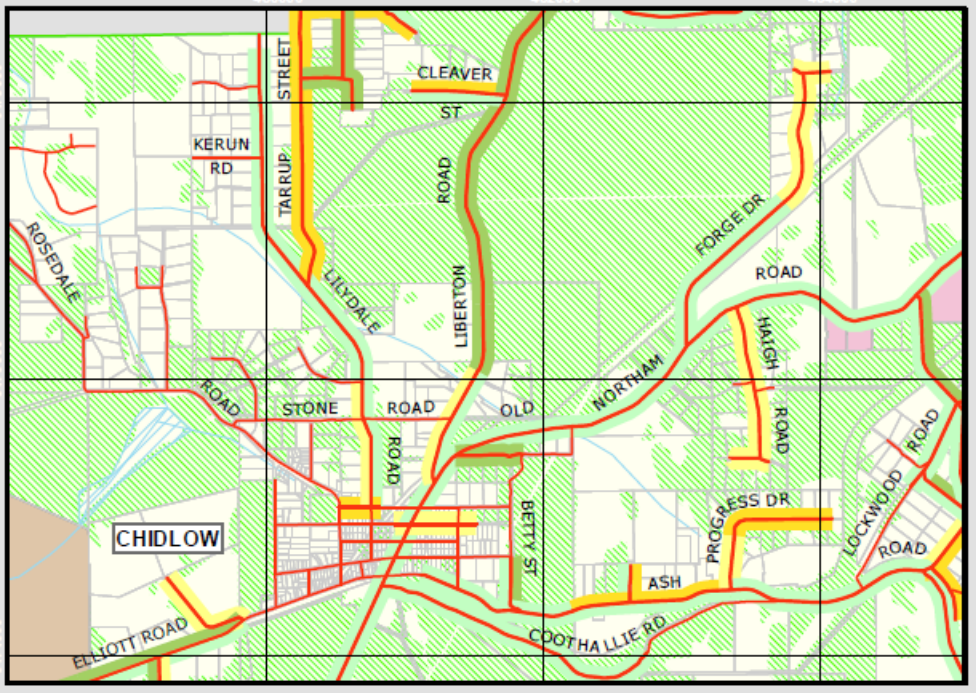 STREET
CLEAVER
ST
KERUN
RD
TARRUP
ROAD
FORGE DR
ROSEDALE
LILYDALE
LIBERTON
ROAD
HAIGH
NORTHAM
ROAD
STONE
ROAD
OLD
ROAD
ROAD
ROAD
BETTY ST
PROGRESS DR
LOCKWOOD
ROAD
CHIDLOW
ASH
ELLIOTT ROAD
COOTHALLIE RD